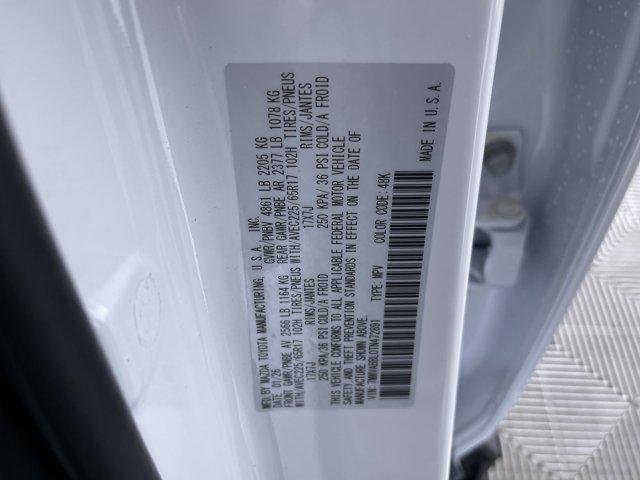 MFD BY MAZDA TOYOTA MANUFACTURING, U.S.A., INC.
DATE: 01/26 GWR/PNBV 4861 LB 2205 KG
FRONT GAWR/PNBE AV 2566 LB 1164 KG REAR GAWR/PNBE AR 2377 LB 1078 KG
WITH/AVEC225/65R17 102H TIRES/PNEUS WITH/AVEC225/65R17 102H TIRES/PNEUS
17X7J RIMS/JANTES 17X7J RIMS/JANTES
250 KPA/36 PSI COLD/A FROID 250 KPA/ 36 PSI COLD/A FROID
THIS VEHICLE CONFORMS TO ALL APPLICABLE FEDERAL MOTOR VEHICLE
SAFETY, AND THEFT PREVENTION STANDARDS IN EFFECT ON THE DATE OF
MANUFACTURE SHOWN ABOVE.
VIN: TYPE: MPV COLOR CODE: 48K
MADE IN U.S.A.